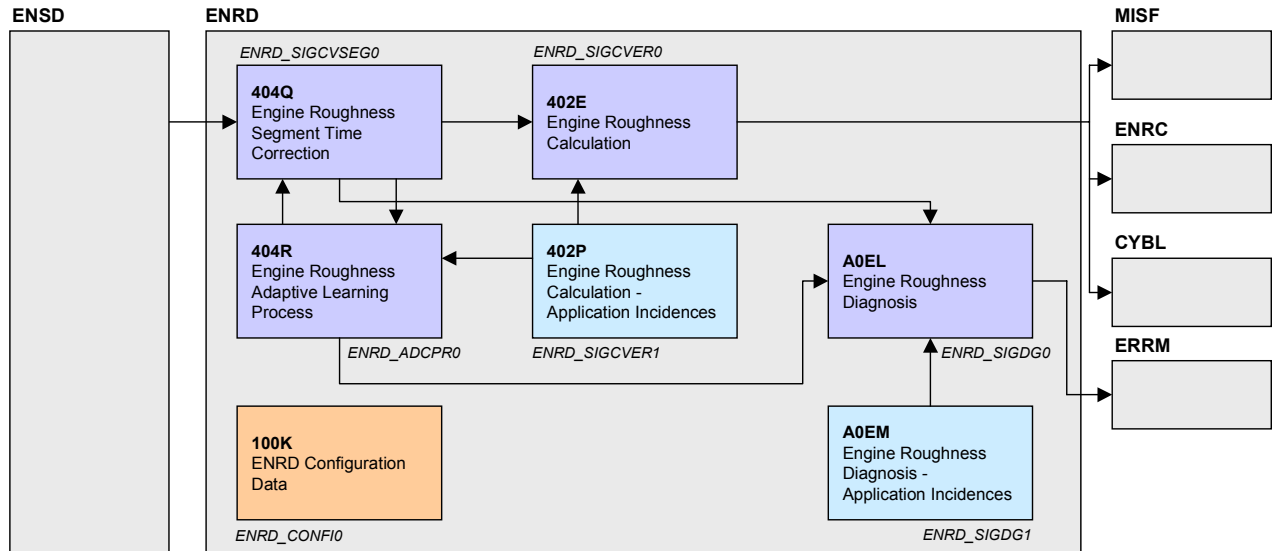 ENSD
ENRD
MISF
ENRD_SIGCVSEG0
ENRD_SIGCVER0
404Q
Engine Roughness
Segment Time
Correction
402E
Engine Roughness
Calculation
ENRC
404R
Engine Roughness
Adaptive Learning
Process
402P
Engine Roughness
Calculation -
Application Incidences
A0EL
Engine Roughness
Diagnosis
CYBL
ENRD_ADCPR0
ENRD_SIGCVER1
ENRD_SIGDG0
ERRM
100K
ENRD Configuration
Data
A0EM
Engine Roughness
Diagnosis -
Application Incidences
ENRD_CONFI0
ENRD_SIGDG1